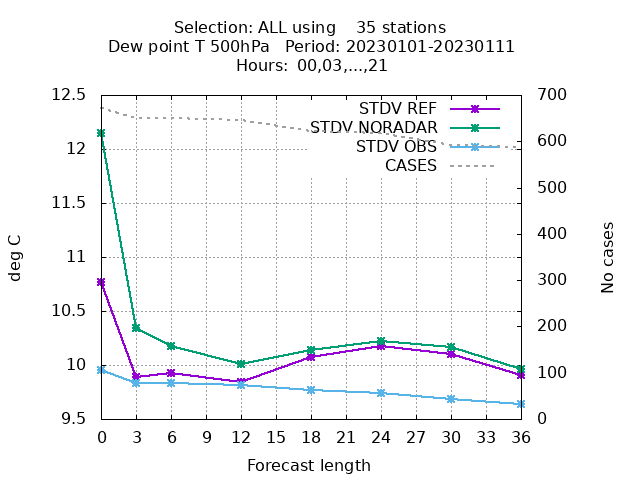 Selection: ALL using    35 stations
Dew point T 500hPa   Period: 20230101-20230111
Hours: 00,03,...,21
12.5
12
11.5
11
10.5
10
9.5
deg C
700
600
500
400
300
200
100
0
No cases
STDV REF
STDV NORADAR
STDV OBS
CASES
0 3 6 9 12 15 18 21 24 27 30 33 36
Forecast length